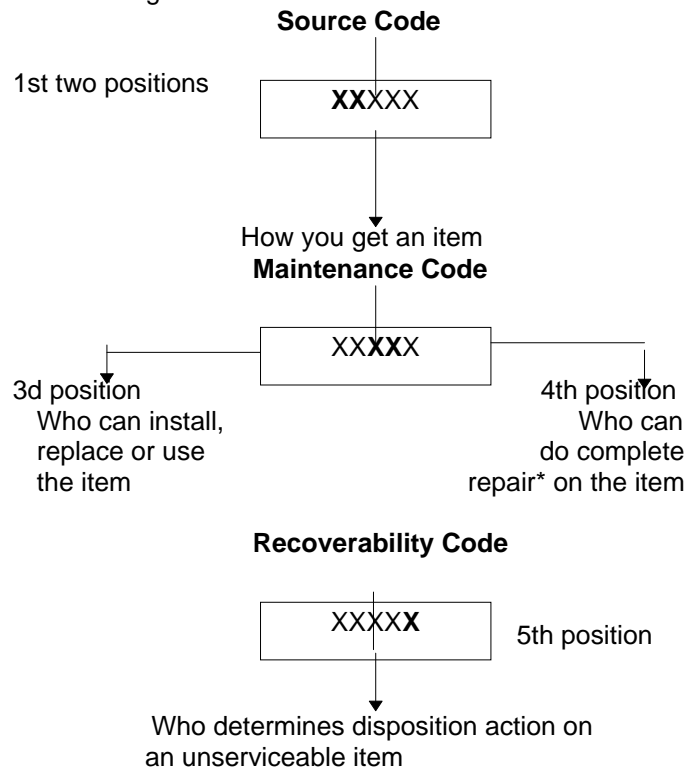 Source Code
1st two positions
XXXXX
How you get an item
Maintenance Code
XXXXX
3d position
Who can install,
replace or use
the item
4th position
Who can
do complete
repair* on the item
Recoverability Code
XXXXX
5th position
Who determines disposition action on
an unserviceable item